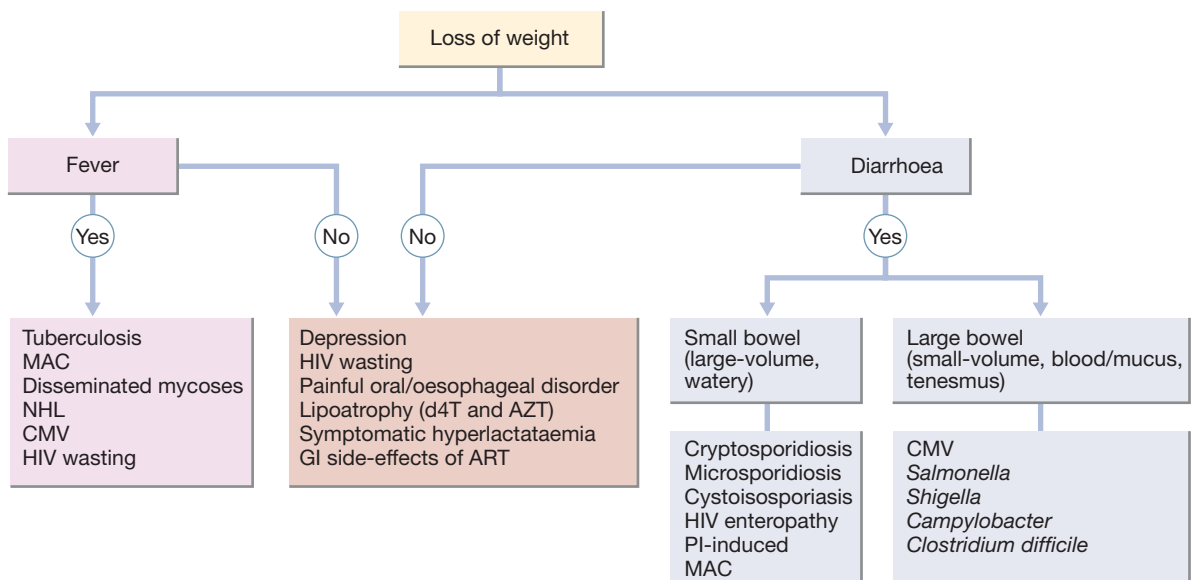 Loss of weight
Fever
Diarrhoea
Yes
No
No
Yes
Tuberculosis
MAC
Disseminated mycoses
NHL
CMV
HIV wasting
Depression
HIV wasting
Painful oral/oesophageal disorder
Lipoatrophy (d4T and AZT)
Symptomatic hyperlactataemia
GI side-effects of ART
Small bowel
(large-volume,
watery)
Large bowel
(small-volume, blood/mucus,
tenesmus)
Cryptosporidiosis
Microsporidiosis
Cystoisosporiasis
HIV enteropathy
PI-induced
MAC
CMV
Salmonella
Shigella
Campylobacter
Clostridium difficile